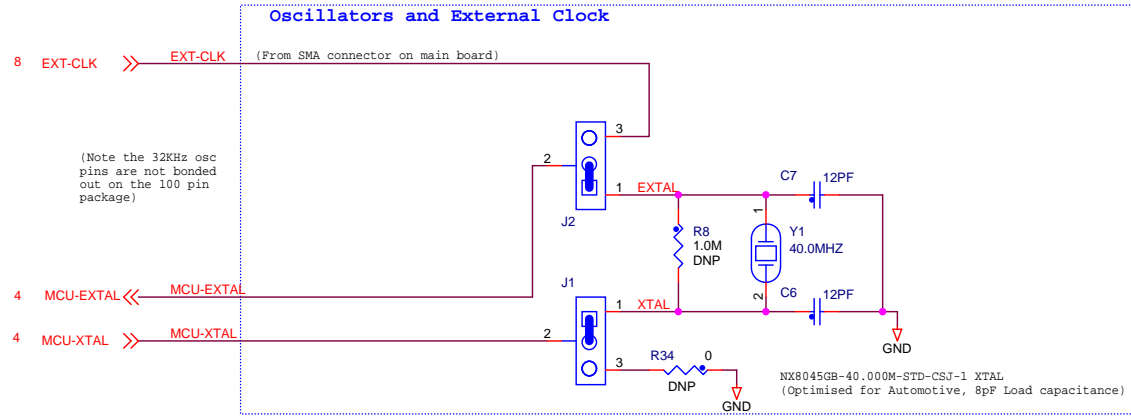 Oscillators and External Clock
8 EXT-CLK EXT-CLK (From SMA connector on main board)
3
2
(Note the 32KHz osc
pins are not bonded
out on the 100 pin
package)
1 EXTAL
J2
C7 12PF
1
R8
1.0M
DNP
Y1
40.0MHZ
2
4 MCU-EXTAL MCU-EXTAL
J1
1 XTAL
C6 12PF
4 MCU-XTAL MCU-XTAL
2
GND
3
R34 0
DNP
GND
NX8045GB-40.000M-STD-CSJ-1 XTAL
(Optimised for Automotive, 8pF Load capacitance)